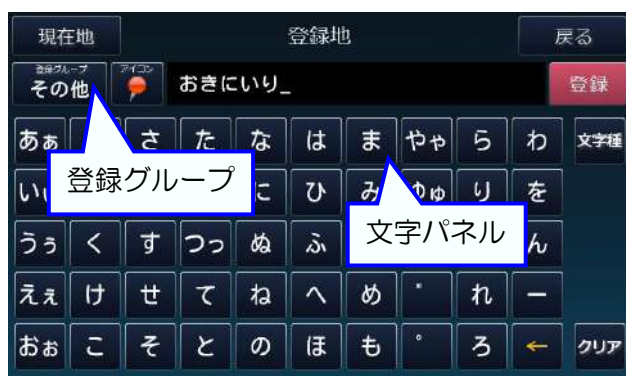 現在地 登録地 戻る
登録グループ アイコン
その他 おきにいり_ 登録
あぁ さ た な は ま やゃ ら わ 文字種
登録グループ
い に ひ み ゆゅ り を
文字パネル
うぅ く す つっ ぬ ふ ん
えぇ け せ て ね へ め ゛ れ ー
おぉ こ そ と の ほ も ゜ ろ ← クリア